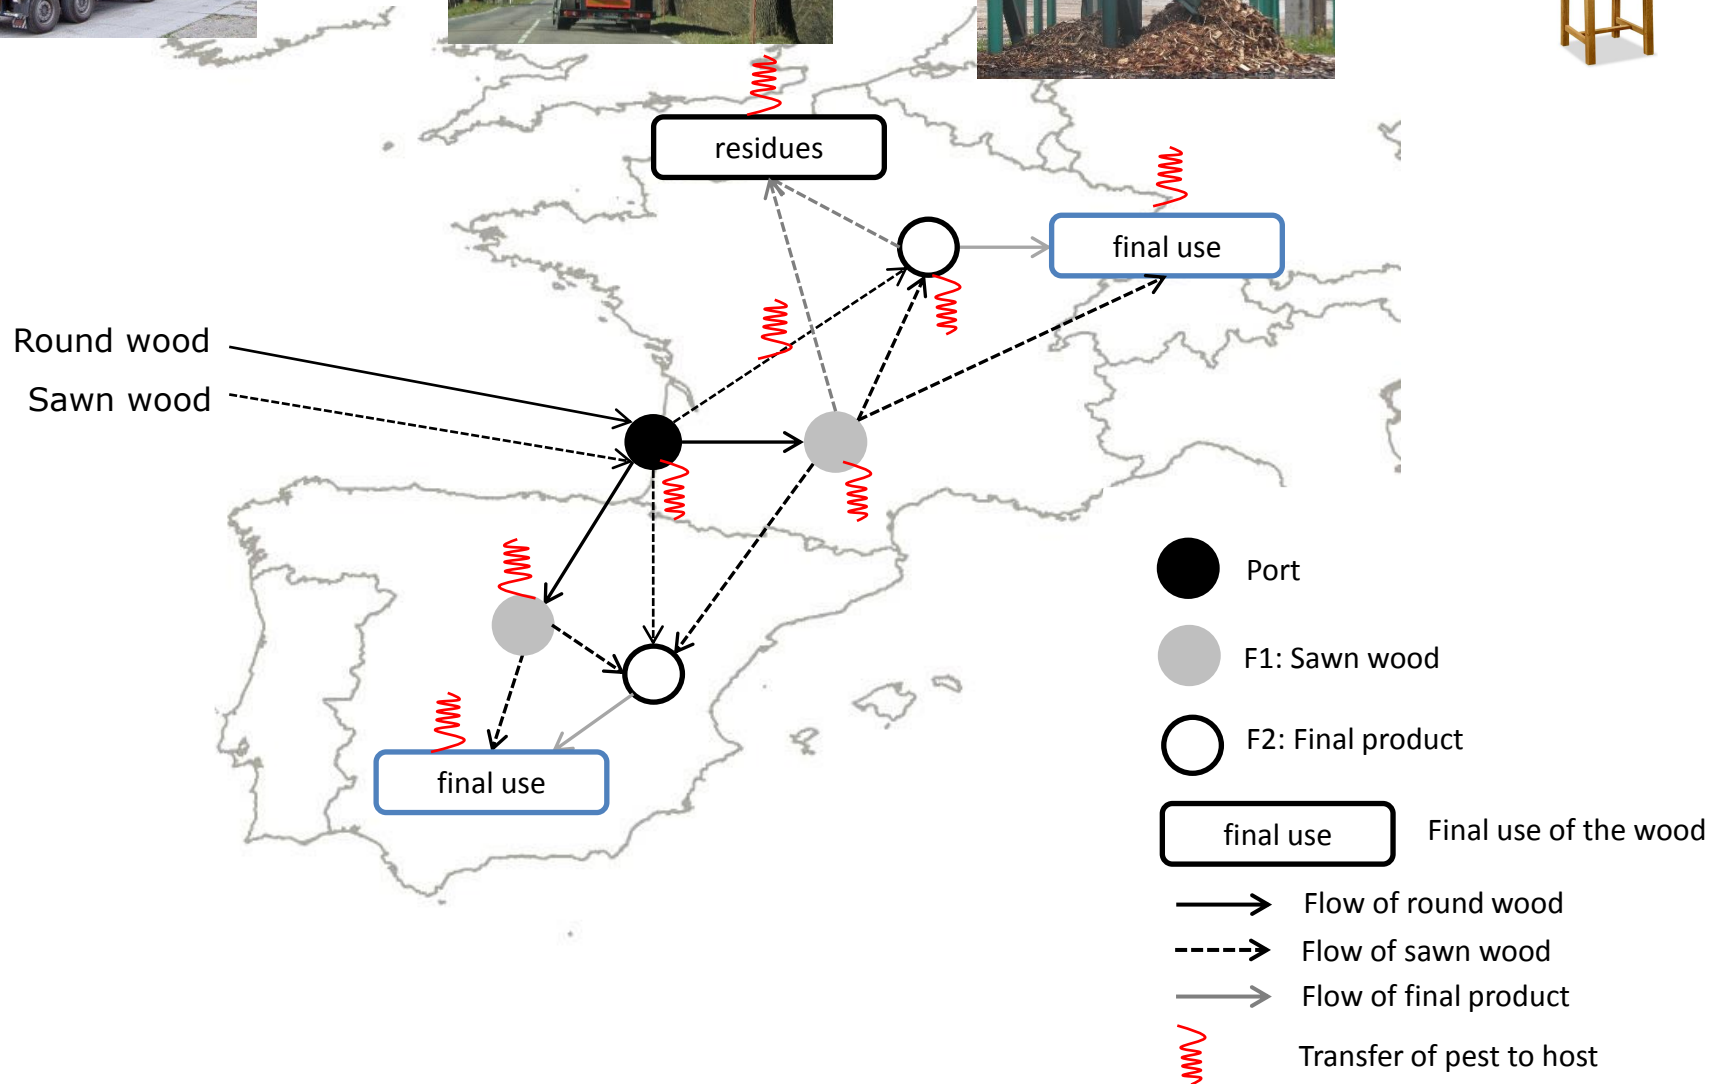 residues
final use
Round wood
Sawn wood
final use
Port
F1: Sawn wood
F2: Final product
final use
Final use of the wood
Flow of round wood
Flow of sawn wood
Flow of final product
Transfer of pest to host